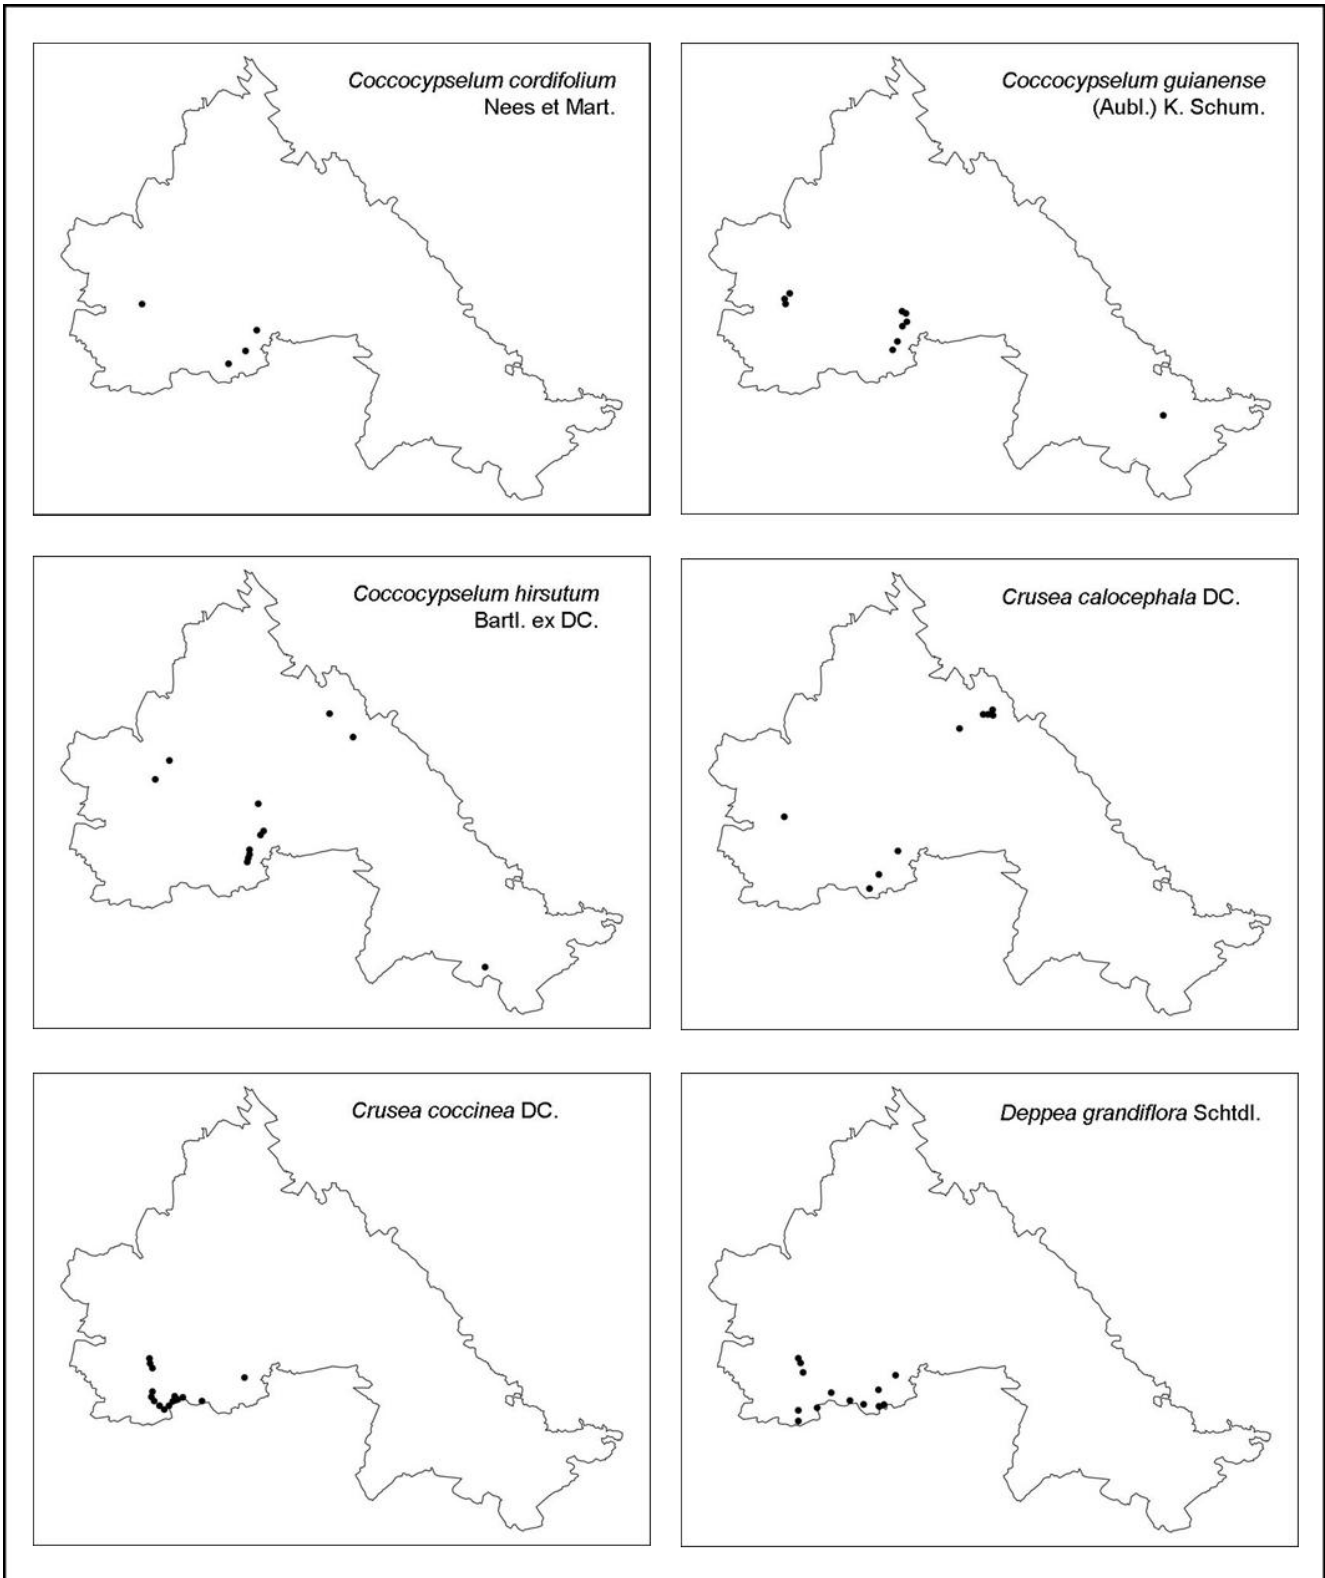 Coccocypselum cordifolium
Nees et Mart.
Coccocypselum guianense
(Aubl.) K. Schum.
Coccocypselum hirsutum
Bartl. ex DC.
Crusea calocephala DC.
Crusea coccinea DC.
Deppea grandiflora Schtdl.